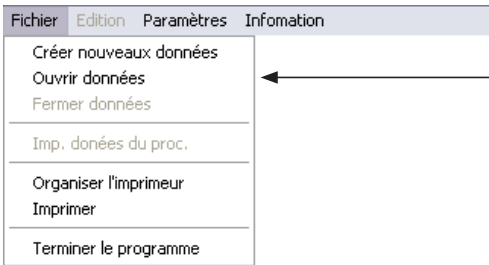 Fichier Edition Paramètres Infomation
Créer nouveaux données
Ouvrir données
Fermer données
Imp. donées du proc.
Organiser l'imprimeur
Imprimer
Terminer le programme